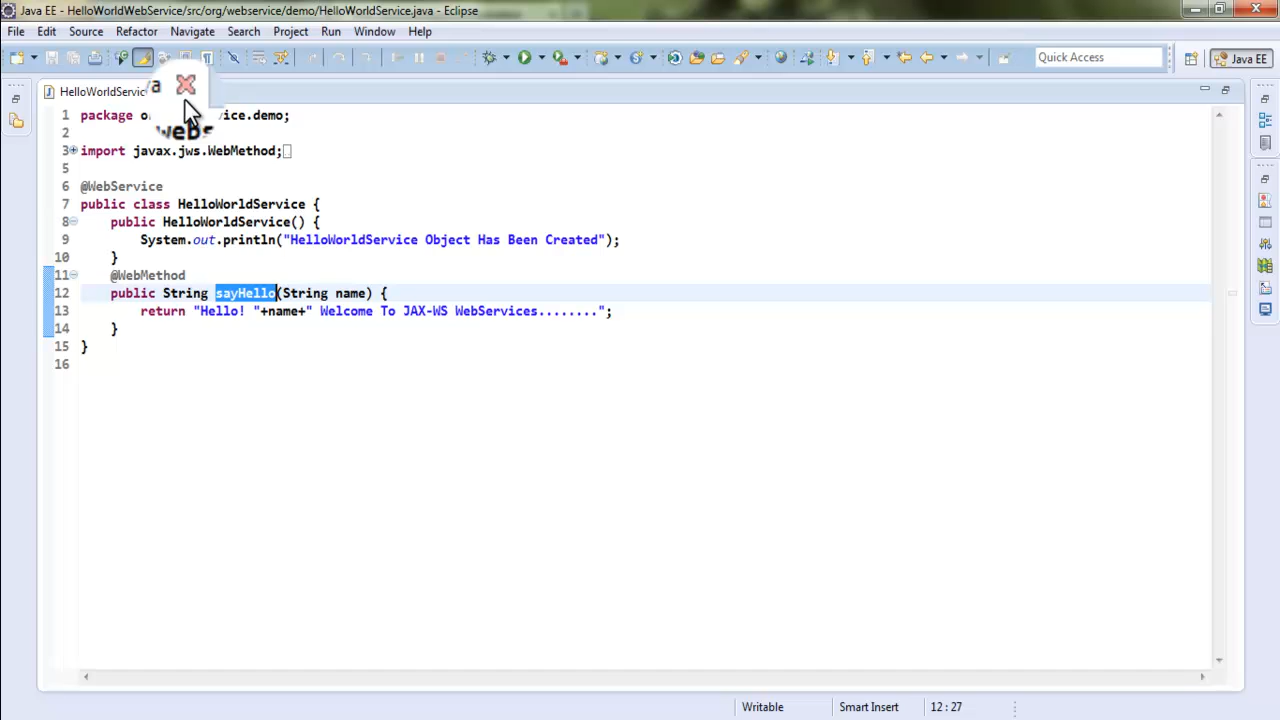 Java EE - HelloWorldWebService/src/org/webservice/demo/HelloWorldService.java - Eclipse
File Edit Source Refactor Navigate Search Project Run Window Help
Quick Access
Java EE
HelloWorldServic va
1 package o vice.demo;
webs
2
3 import javax.jws.WebMethod;
5
6 @WebService
7 public class HelloWorldService {
8 public HelloWorldService() {
9 System.out.println("HelloWorldService Object Has Been Created");
10 }
11 @WebMethod
12 public String sayHello(String name) {
13 return "Hello! "+name+" Welcome To JAX-WS WebServices........";
14 }
15 }
16
Writable Smart Insert 12 : 27